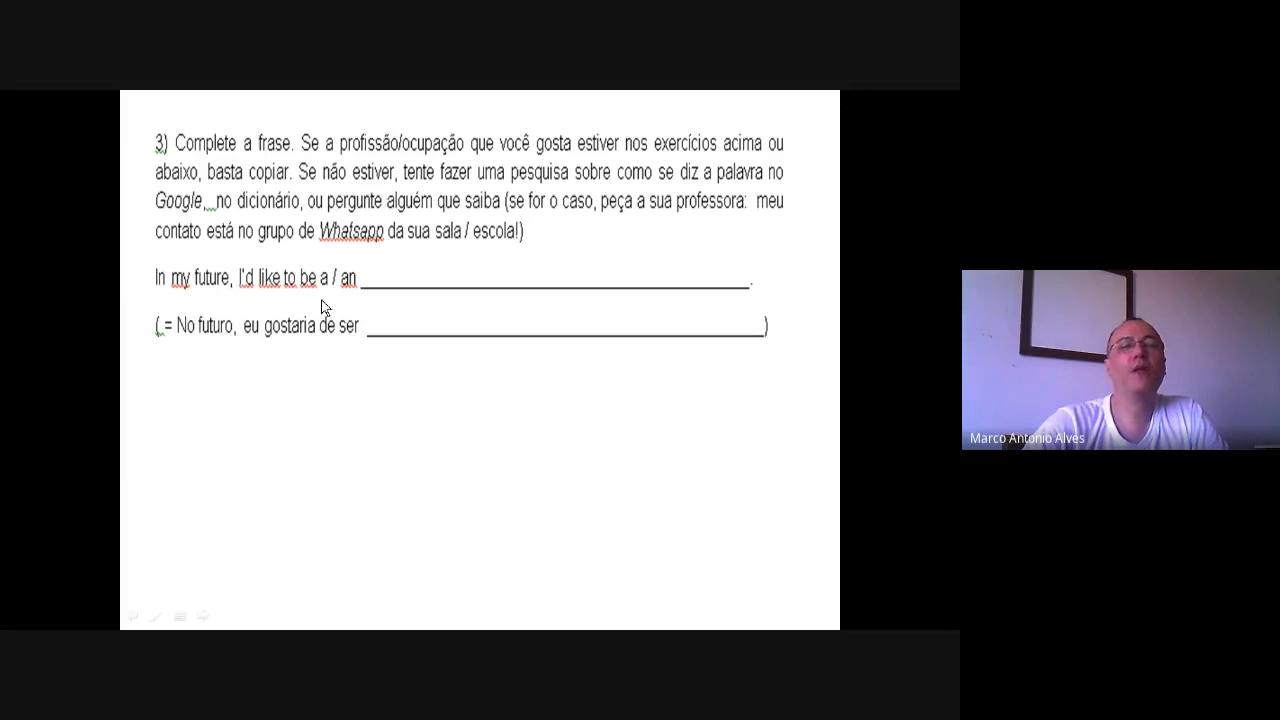 3) Complete a frase. Se a profissão/ocupação que você gosta estiver nos exercícios acima ou
abaixo, basta copiar. Se não estiver, tente fazer uma pesquisa sobre como se diz a palavra no
Google, no dicionário, ou pergunte alguém que saiba (se for o caso, peça a sua professora: meu
contato está no grupo de Whatsapp da sua sala / escola!)
In my future, I'd like to be a / an ______________________________.
( = No futuro, eu gostaria de ser ______________________________)
Marco Antonio Alves